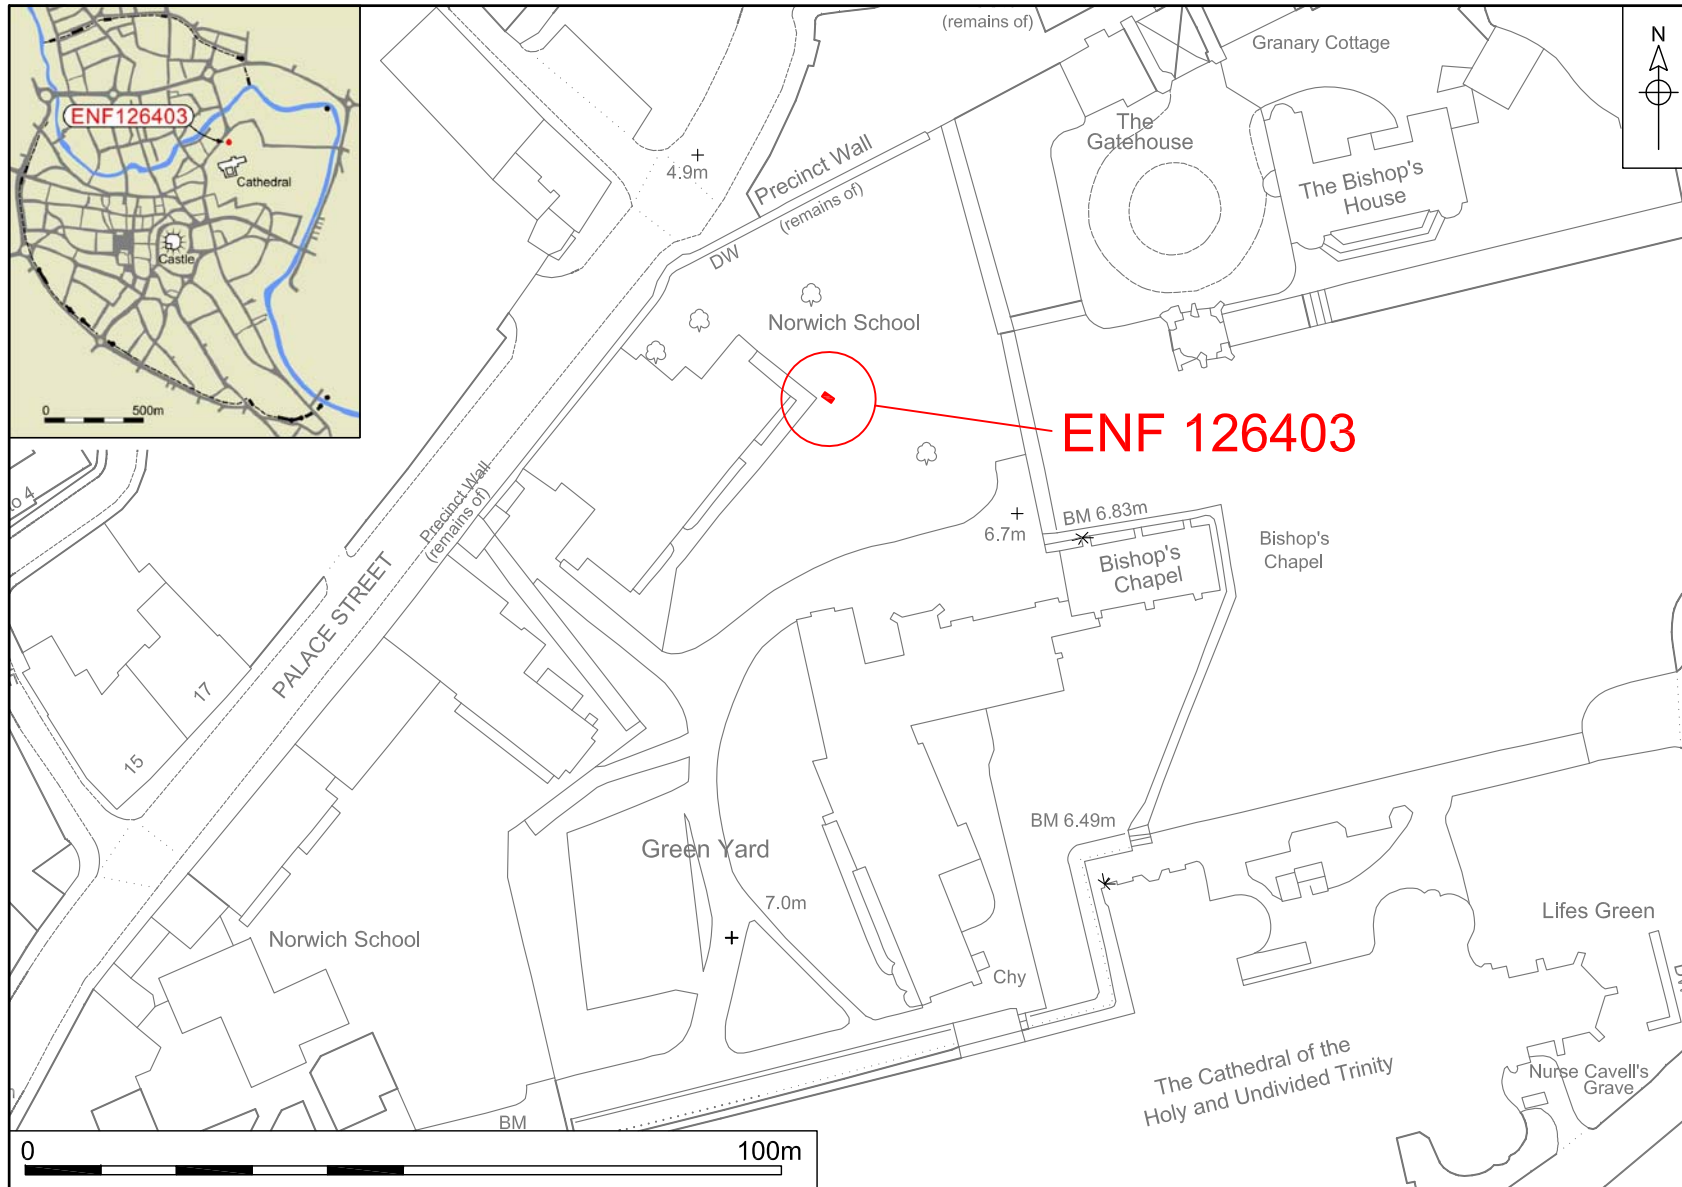 ENF126403
Cathedral
Castle
0 500m
(remains of)
Granary Cottage
N
The
Gatehouse
4.9m
Precinct Wall
(remains of)
The Bishop's
House
DW
Norwich School
ENF 126403
Precinct Wall
(remains of)
to 4
6.7m
BM 6.83m
Bishop's
Chapel
Bishop's
Chapel
PALACE STREET
17
15
BM 6.49m
Green Yard
7.0m
Lifes Green
Norwich School
Chy
The Cathedral of the
Holy and Undivided Trinity
Nurse Cavell's
Grave
BM
0 100m